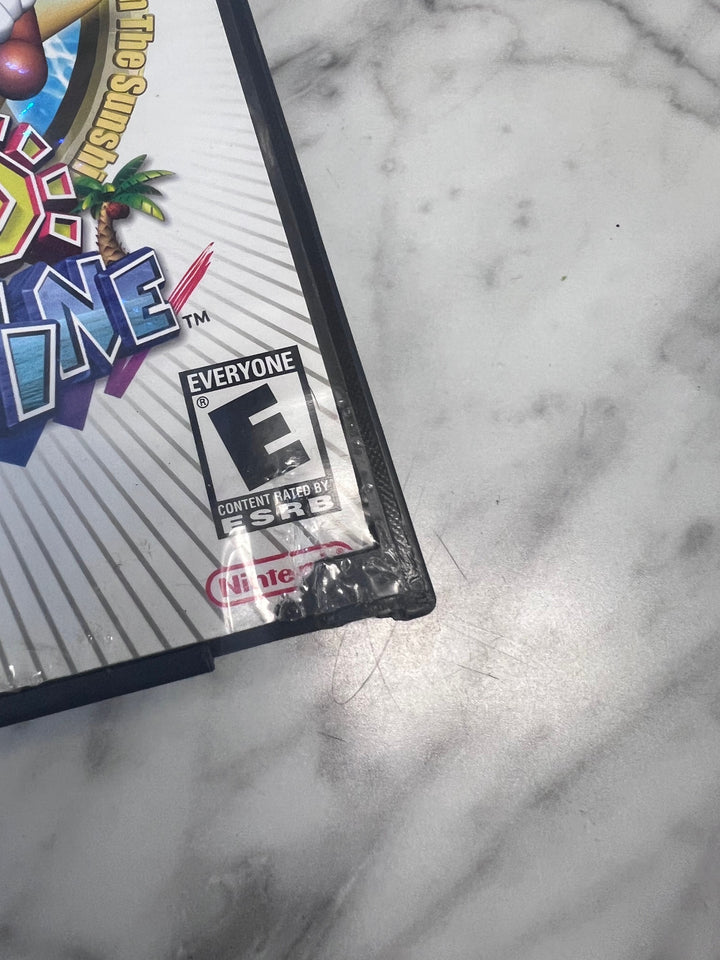 The Sunshi
INE
TM
EVERYONE
®
E
CONTENT RATED BY
ESRB
Ninte